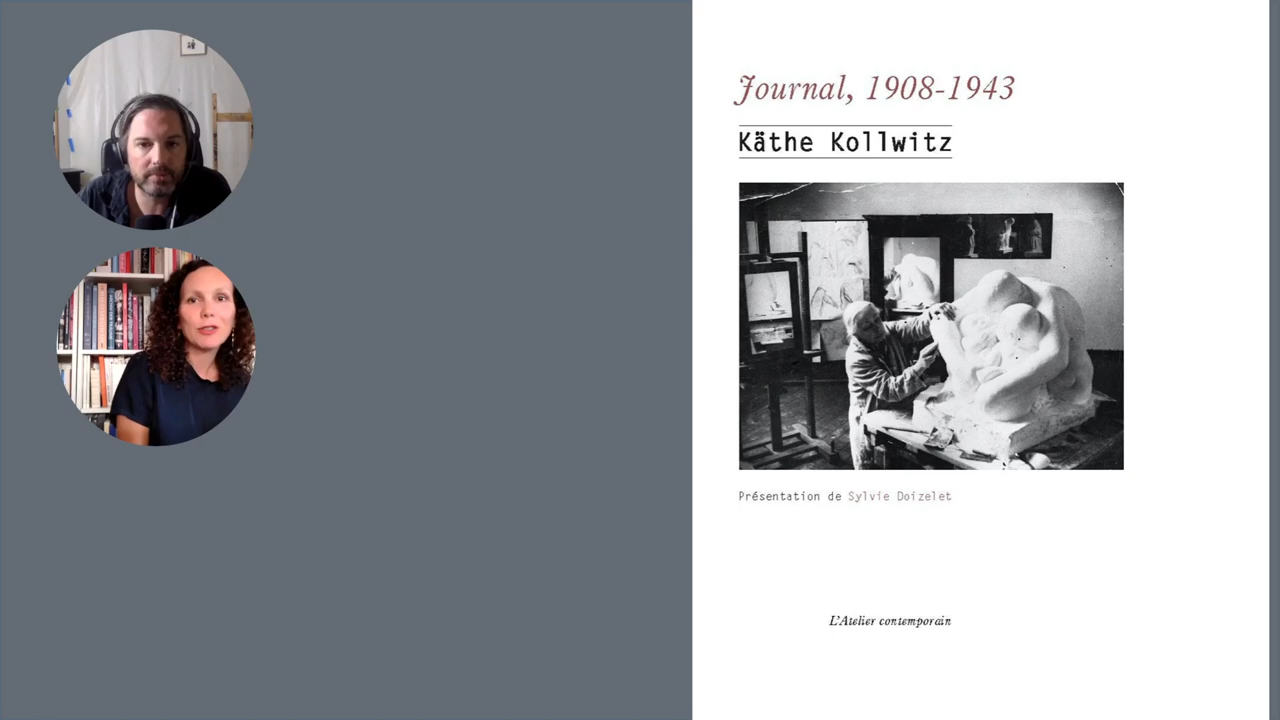 Journal, 1908-1943
Käthe Kollwitz
Présentation de Sylvie Doizelet
L'Atelier contemporain